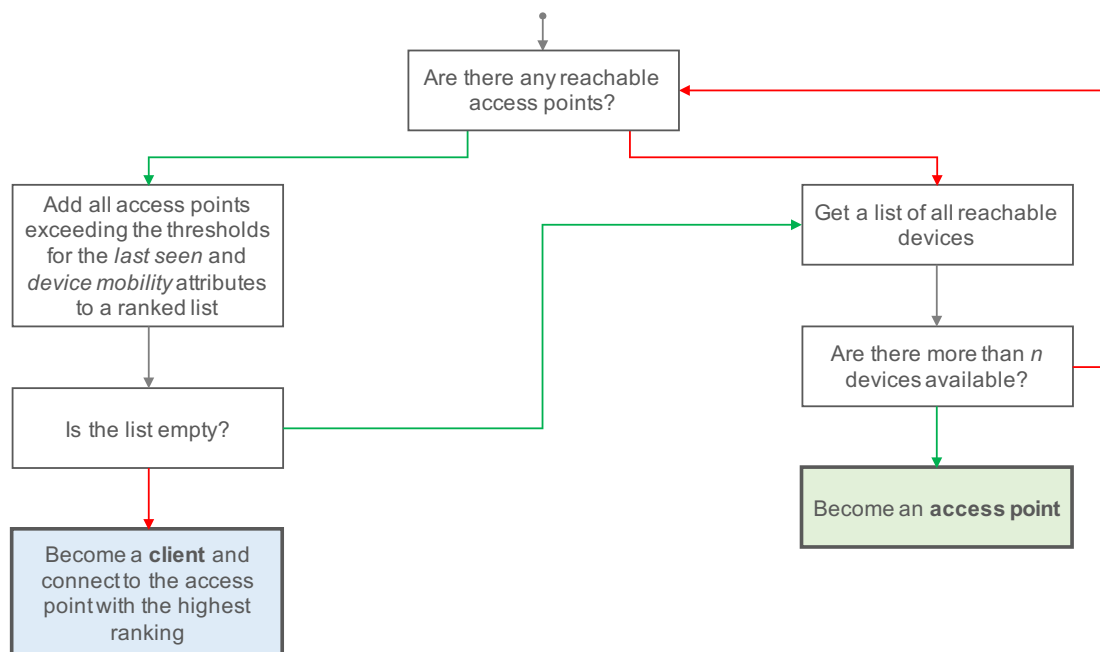 Are there any reachable
access points?
Add all access points
exceeding the thresholds
for the last seen and
device mobility attributes
to a ranked list
Get a list of all reachable
devices
Are there more than n
devices available?
Is the list empty?
Become an access point
Become a client and
connect to the access
point with the highest
ranking